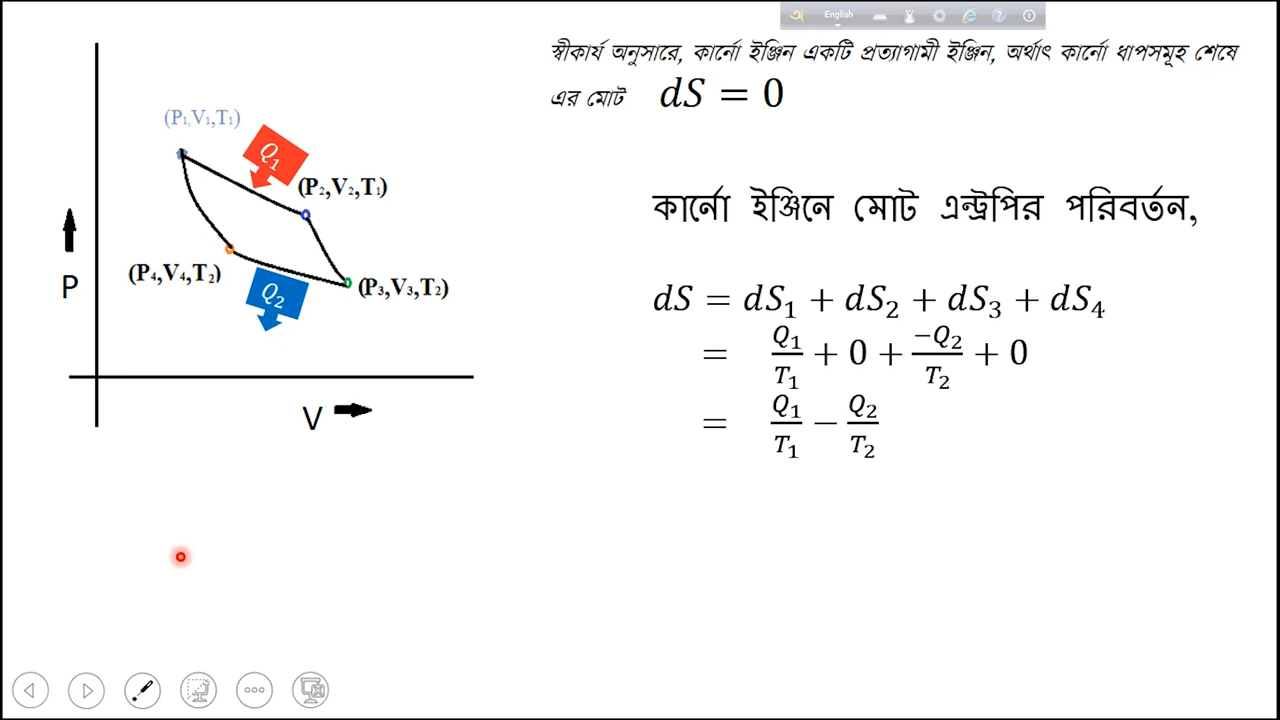 English
স্বীকার্য অনুসারে, কার্নো ইঞ্জিন একটি প্রত্যাগামী ইঞ্জিন, অর্থাৎ কার্নো ধাপসমূহ শেষে
এর মোট dS = 0
(P₁,V₁,T₁)
Q₁
(P₂,V₂,T₁)
(P₄,V₄,T₂)
Q₂
(P₃,V₃,T₂)
P
V
কার্নো ইঞ্জিনে মোট এন্ট্রপির পরিবর্তন,
dS = dS₁ + dS₂ + dS₃ + dS₄
= Q₁/T₁ + 0 + −Q₂/T₂ + 0
= Q₁/T₁ − Q₂/T₂